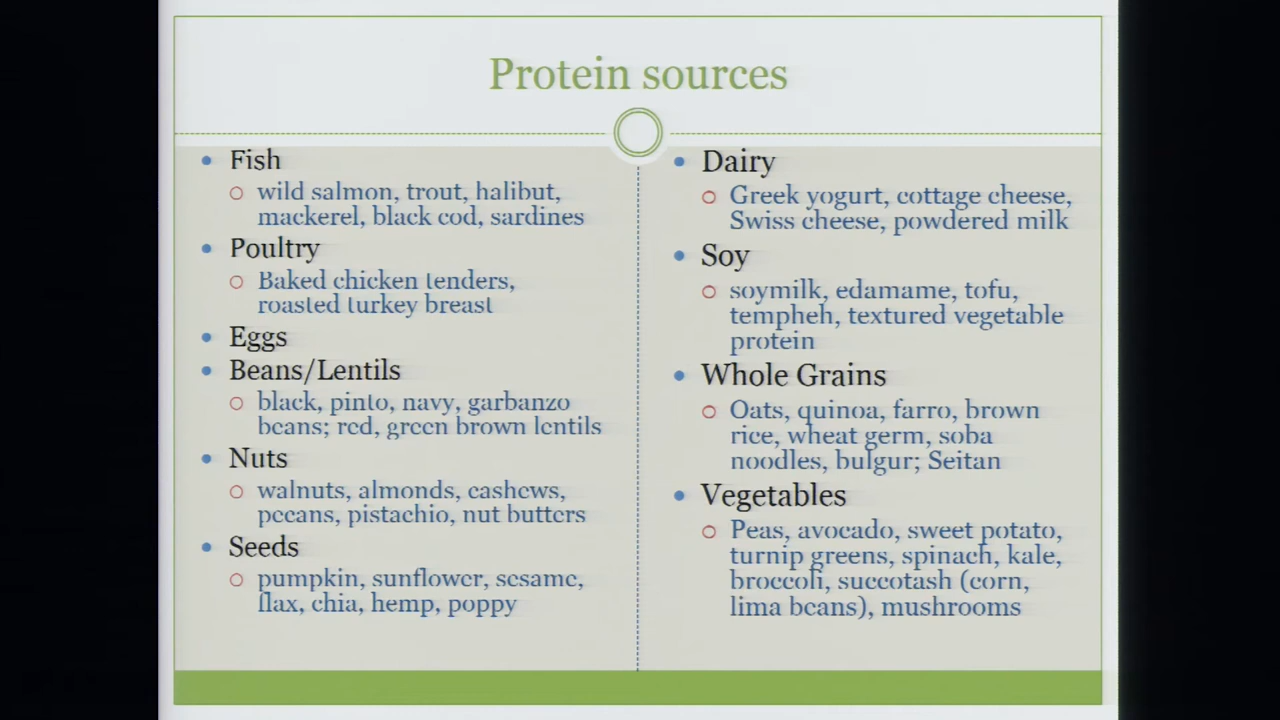 Protein sources
Fish
wild salmon, trout, halibut,
mackerel, black cod, sardines
Poultry
Baked chicken tenders,
roasted turkey breast
Eggs
Beans/Lentils
black, pinto, navy, garbanzo
beans; red, green brown lentils
Nuts
walnuts, almonds, cashews,
pecans, pistachio, nut butters
Seeds
pumpkin, sunflower, sesame,
flax, chia, hemp, poppy
Dairy
Greek yogurt, cottage cheese,
Swiss cheese, powdered milk
Soy
soymilk, edamame, tofu,
tempheh, textured vegetable
protein
Whole Grains
Oats, quinoa, farro, brown
rice, wheat germ, soba
noodles, bulgur; Seitan
Vegetables
Peas, avocado, sweet potato,
turnip greens, spinach, kale,
broccoli, succotash (corn,
lima beans), mushrooms